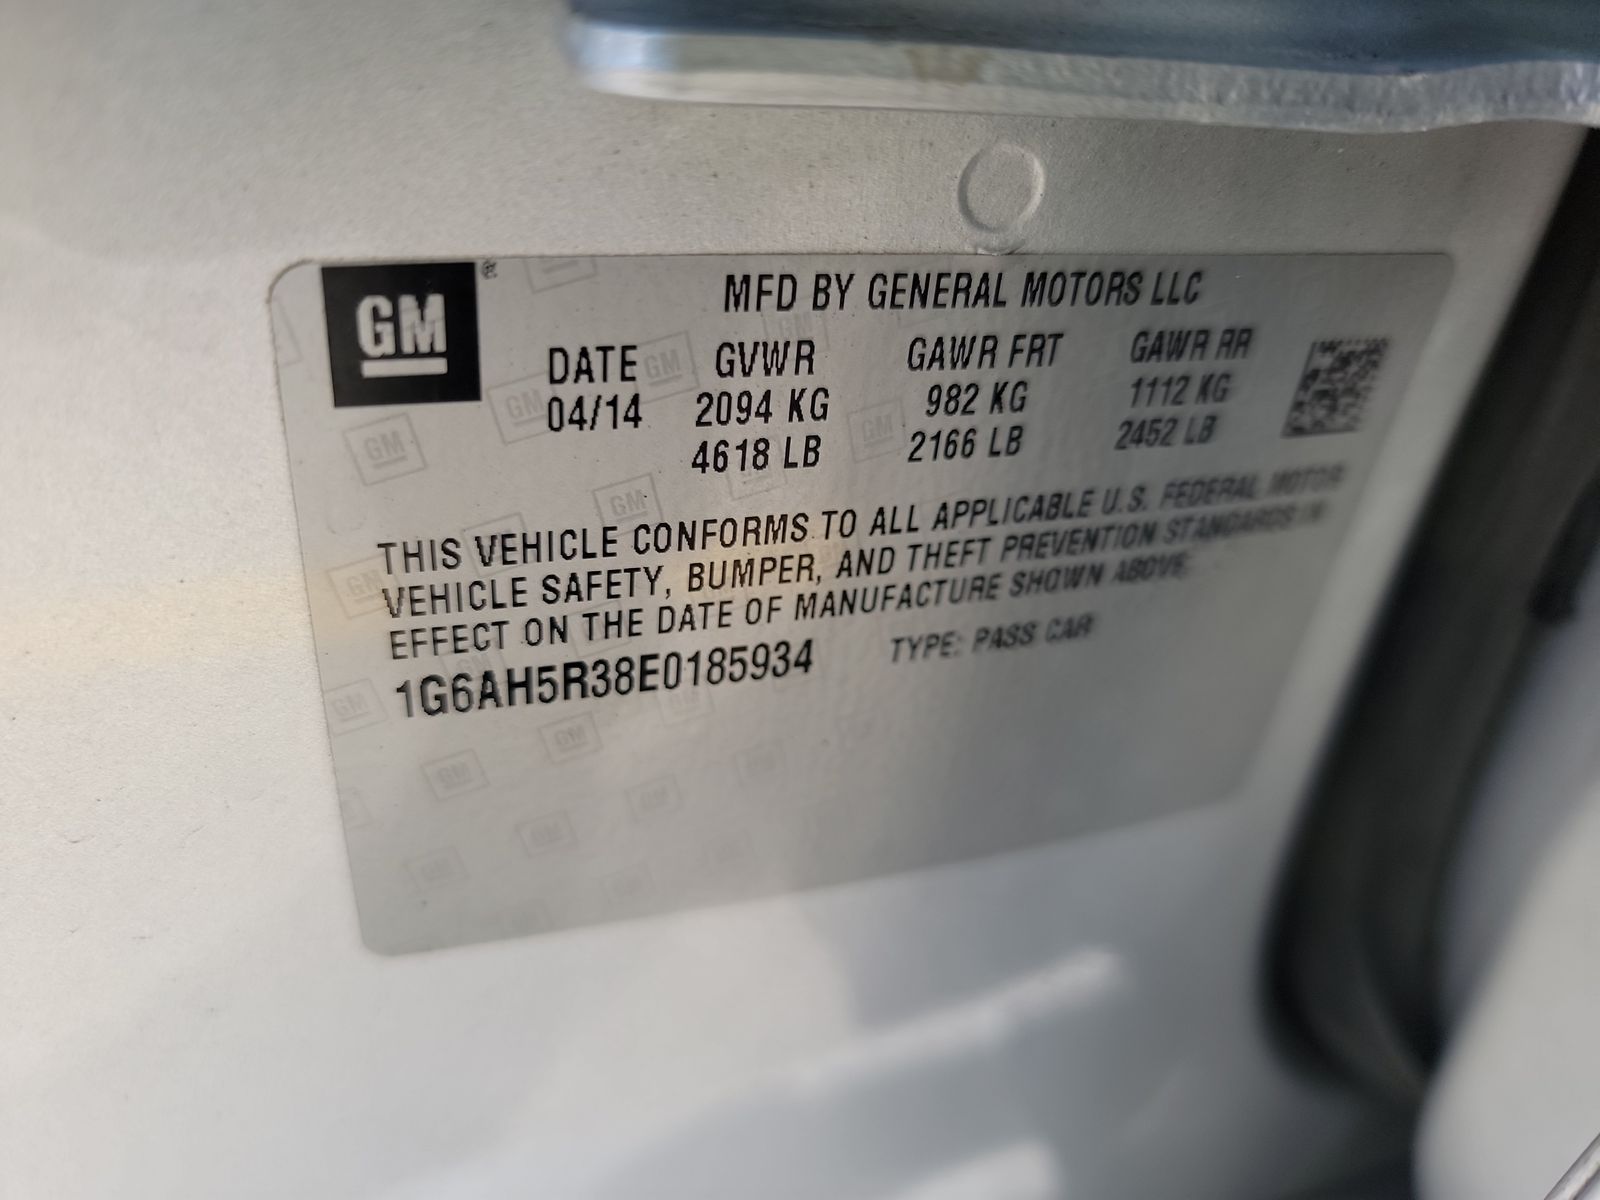 GM ®
MFD BY GENERAL MOTORS LLC
DATE GVWR GAWR FRT GAWR RR
04/14 2094 KG 982 KG 1112 KG
4618 LB 2166 LB 2452 LB
THIS VEHICLE CONFORMS TO ALL APPLICABLE U.S. FEDERAL MOTOR
VEHICLE SAFETY, BUMPER, AND THEFT PREVENTION STANDARDS IN
EFFECT ON THE DATE OF MANUFACTURE SHOWN ABOVE.
1G6AH5R38E0185934 TYPE: PASS CAR